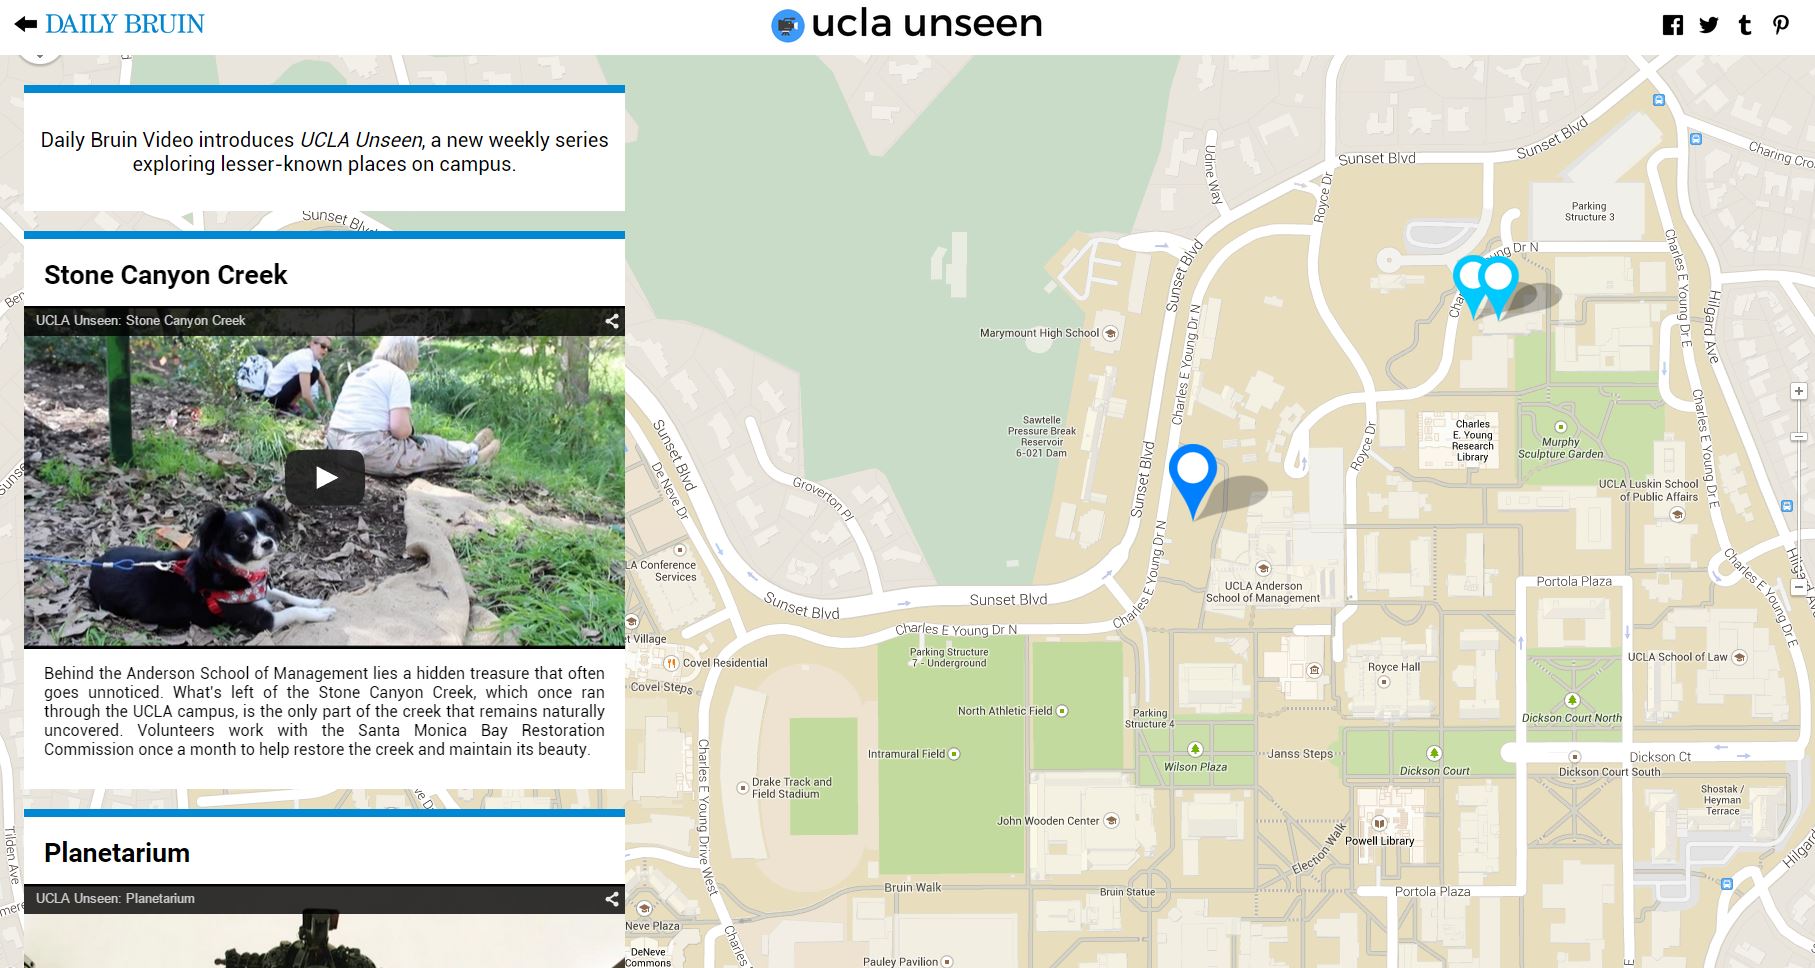 DAILY BRUIN
ucla unseen
Daily Bruin Video introduces UCLA Unseen, a new weekly series
exploring lesser-known places on campus.
Stone Canyon Creek
UCLA Unseen: Stone Canyon Creek
Behind the Anderson School of Management lies a hidden treasure that often
goes unnoticed. What's left of the Stone Canyon Creek, which once ran
through the UCLA campus, is the only part of the creek that remains naturally
uncovered. Volunteers work with the Santa Monica Bay Restoration
Commission once a month to help restore the creek and maintain its beauty.
Planetarium
UCLA Unseen: Planetarium
Sunset Blvd
Tilden Ave
Sunset Blvd
De Neve Dr
Groverton Pl
Udine Way
Sunset Blvd
Sunset Blvd
Royce Dr
Charing Cro
Parking
Structure 3
Charles E Young Dr E
Hilgard Ave
Sunset Blvd
Charles E Young Dr N
Marymount High School
Sawtelle
Pressure Break
Reservoir
6-021 Dam
Sunset Blvd
Royce Dr
Charles
E. Young
Research
Library
Murphy
Sculpture Garden
UCLA Luskin School
of Public Affairs
Charles E Young Dr E
LA Conference
Services
Sunset Blvd
Sunset Blvd
Charles E Young Dr N
Charles E Young Dr N
UCLA Anderson
School of Management
Portola Plaza
Charles E Young Dr E
et Village
Covel Residential
Covel Steps
Parking Structure
7 - Underground
Royce Hall
UCLA School of Law
North Athletic Field
Parking
Structure 4
Dickson Court North
Intramural Field
Janss Steps
Wilson Plaza
Dickson Court
Dickson Ct
Dickson Court South
Charles E Young Drive West
Drake Track and
Field Stadium
John Wooden Center
Election Walk
Powell Library
Shostak /
Heyman
Terrace
Hilga
Bruin Walk
Bruin Statue
Portola Plaza
Neve Plaza
DeNeve
Commons
Charles
Pauley Pavilion